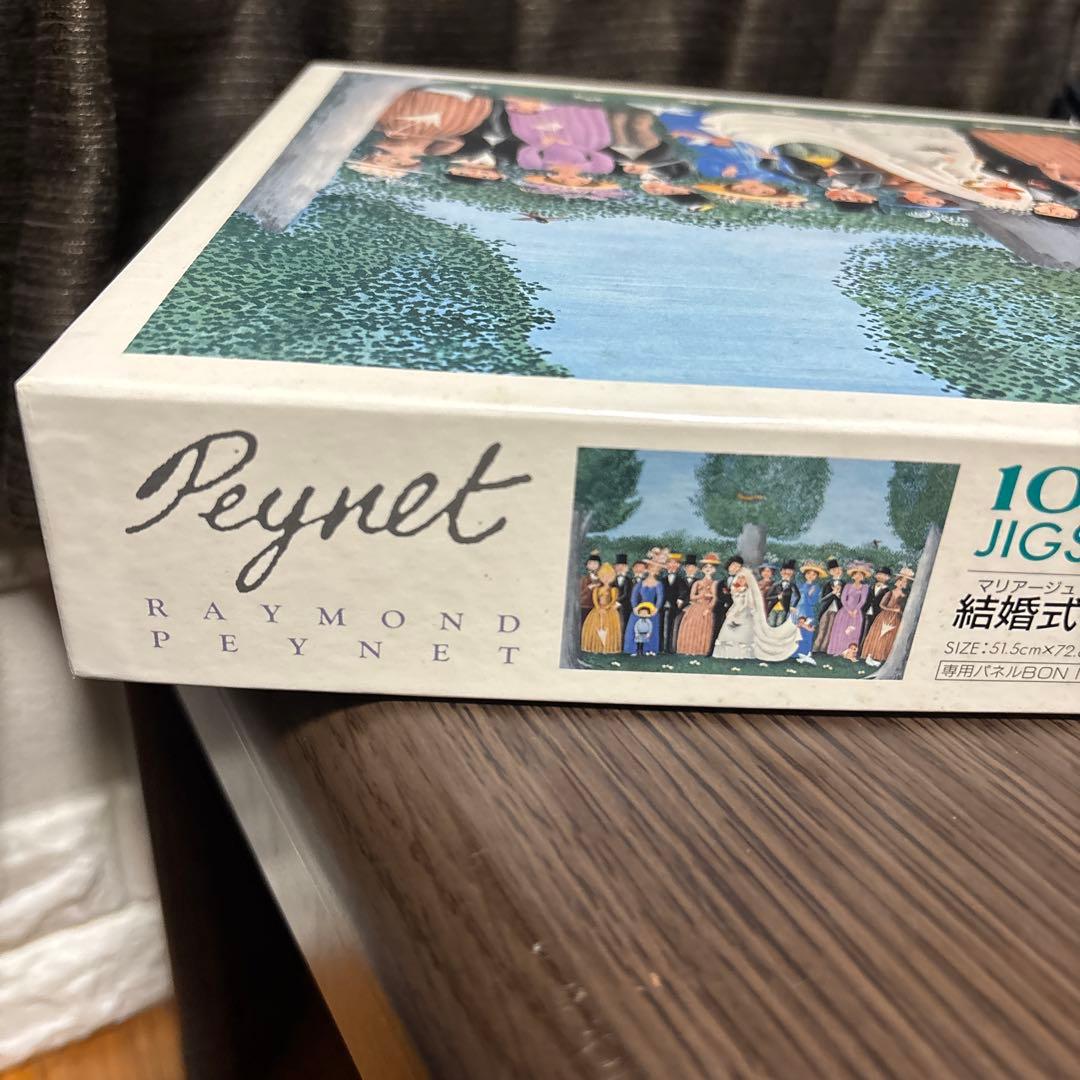 Peynet
RAYMOND
PEYNET
10
JIGS
マリアージュ
結婚式
SIZE:51.5cm×72.
専用パネルBON